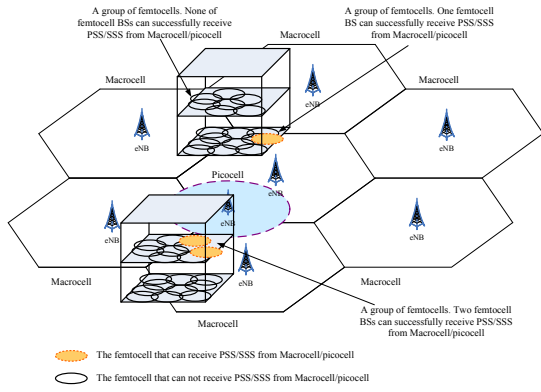 A group of femtocells. None of
femtocell BSs can successfully receive
PSS/SSS from Macrocell/picocell
A group of femtocells. One femtocell
BS can successfully receive PSS/SSS
from Macrocell/picocell
Macrocell
Macrocell
Macrocell
eNB
eNB
eNB
eNB
Picocell
eNB
eNB
eNB
eNB
Macrocell
Macrocell
Macrocell
A group of femtocells. Two femtocell
BSs can successfully receive PSS/SSS
from Macrocell/picocell
The femtocell that can receive PSS/SSS from Macrocell/picocell
The femtocell that can not receive PSS/SSS from Macrocell/picocell